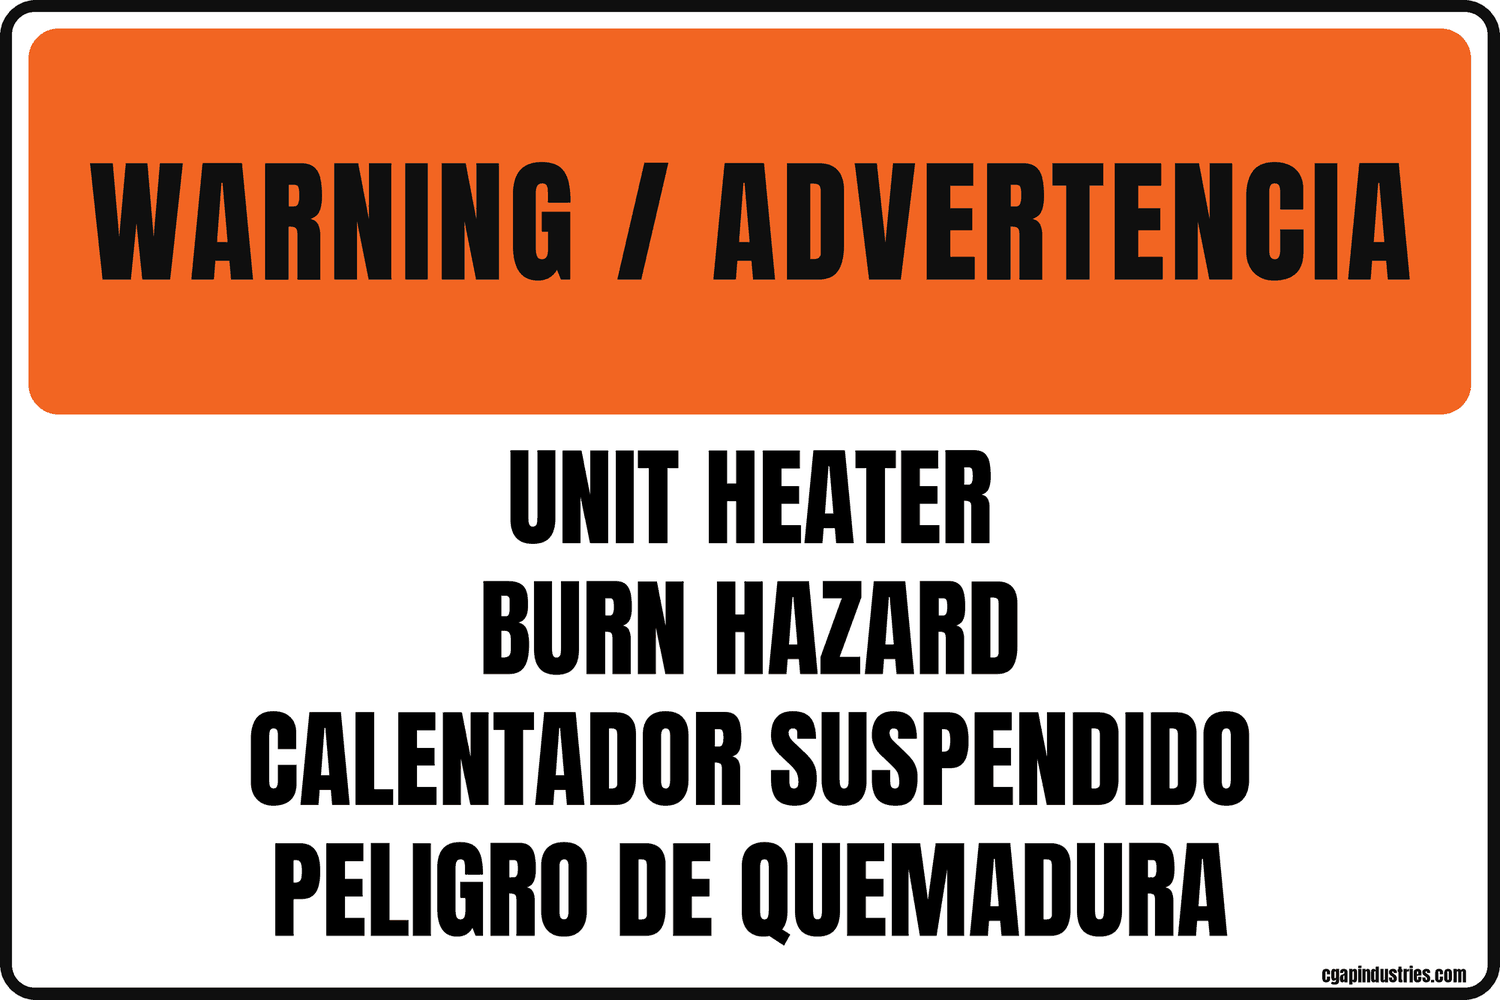 WARNING / ADVERTENCIA
UNIT HEATER
BURN HAZARD
CALENTADOR SUSPENDIDO
PELIGRO DE QUEMADURA
cgapindustries.com